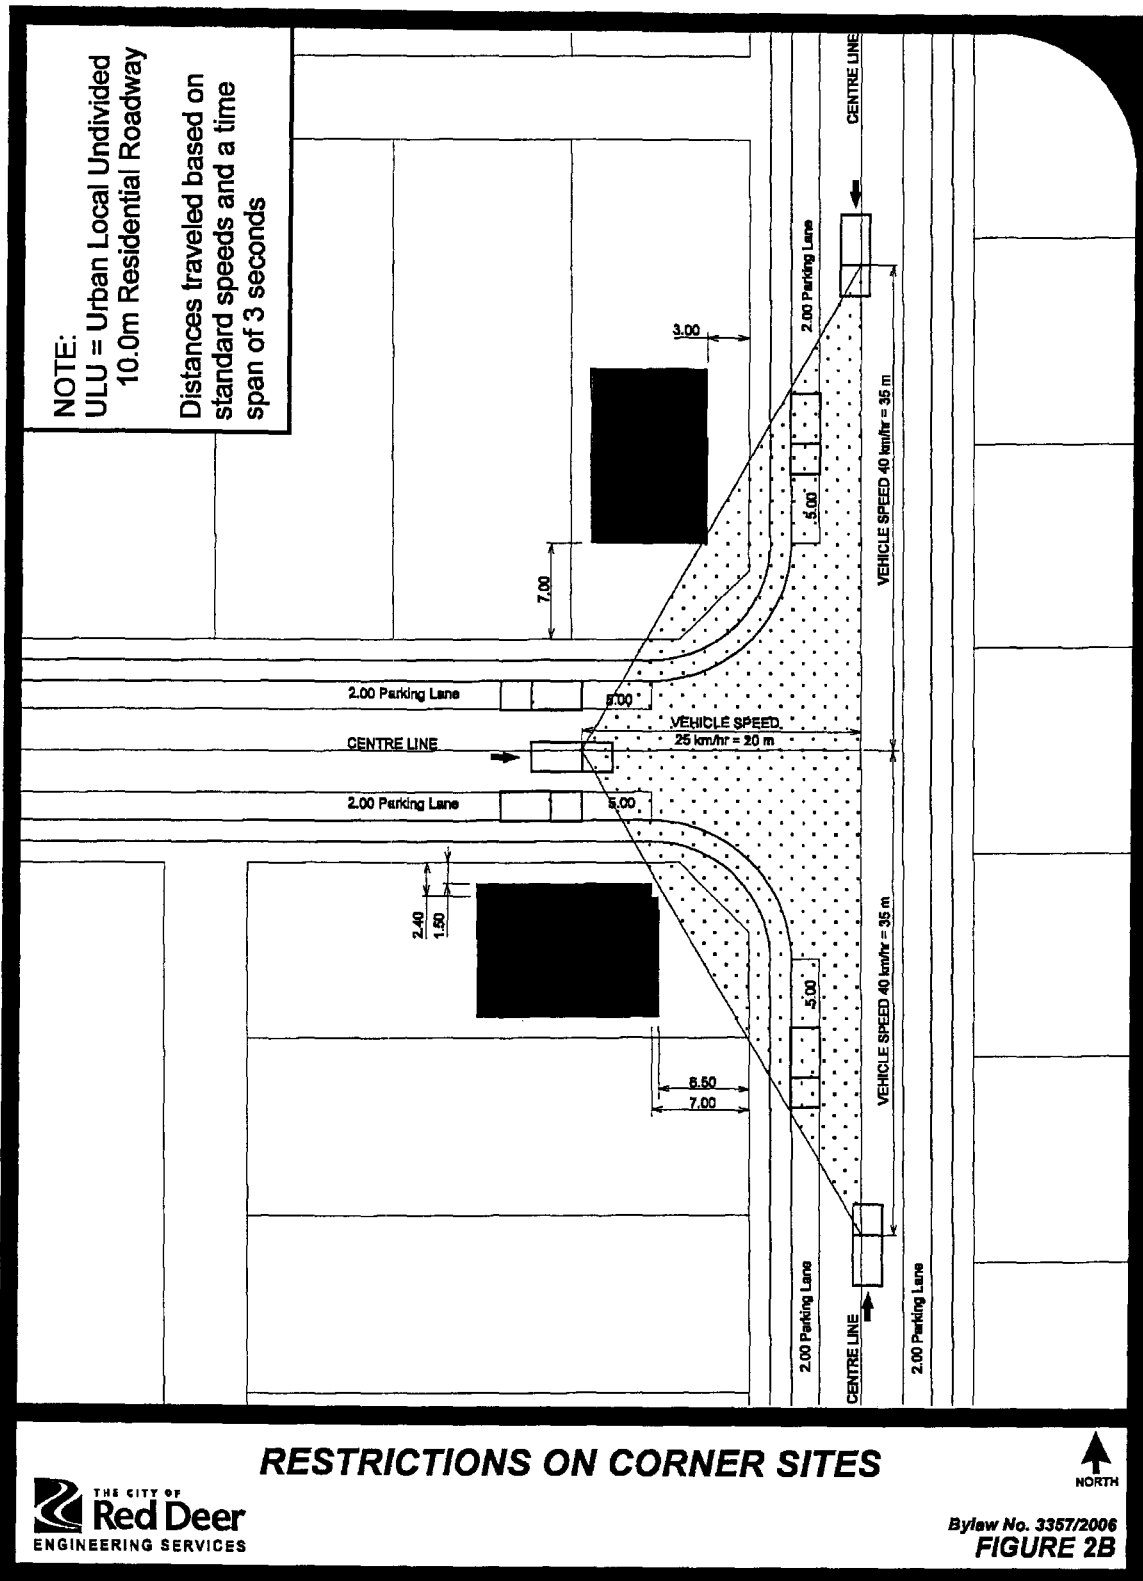 NOTE:
ULU = Urban Local Undivided
10.0m Residential Roadway
Distances traveled based on
standard speeds and a time
span of 3 seconds
CENTRE LINE
2.00 Parking Lane
3.00
VEHICLE SPEED 40 km/hr = 35 m
5.00
7.00
2.00 Parking Lane
5.00
VEHICLE SPEED
25 km/hr = 20 m
CENTRE LINE
2.00 Parking Lane
5.00
2.40
1.50
5.00
VEHICLE SPEED 40 km/hr = 35 m
6.50
7.00
2.00 Parking Lane
CENTRE LINE
2.00 Parking Lane
RESTRICTIONS ON CORNER SITES
NORTH
THE CITY OF
Red Deer
ENGINEERING SERVICES
Bylaw No. 3357/2006
FIGURE 2B